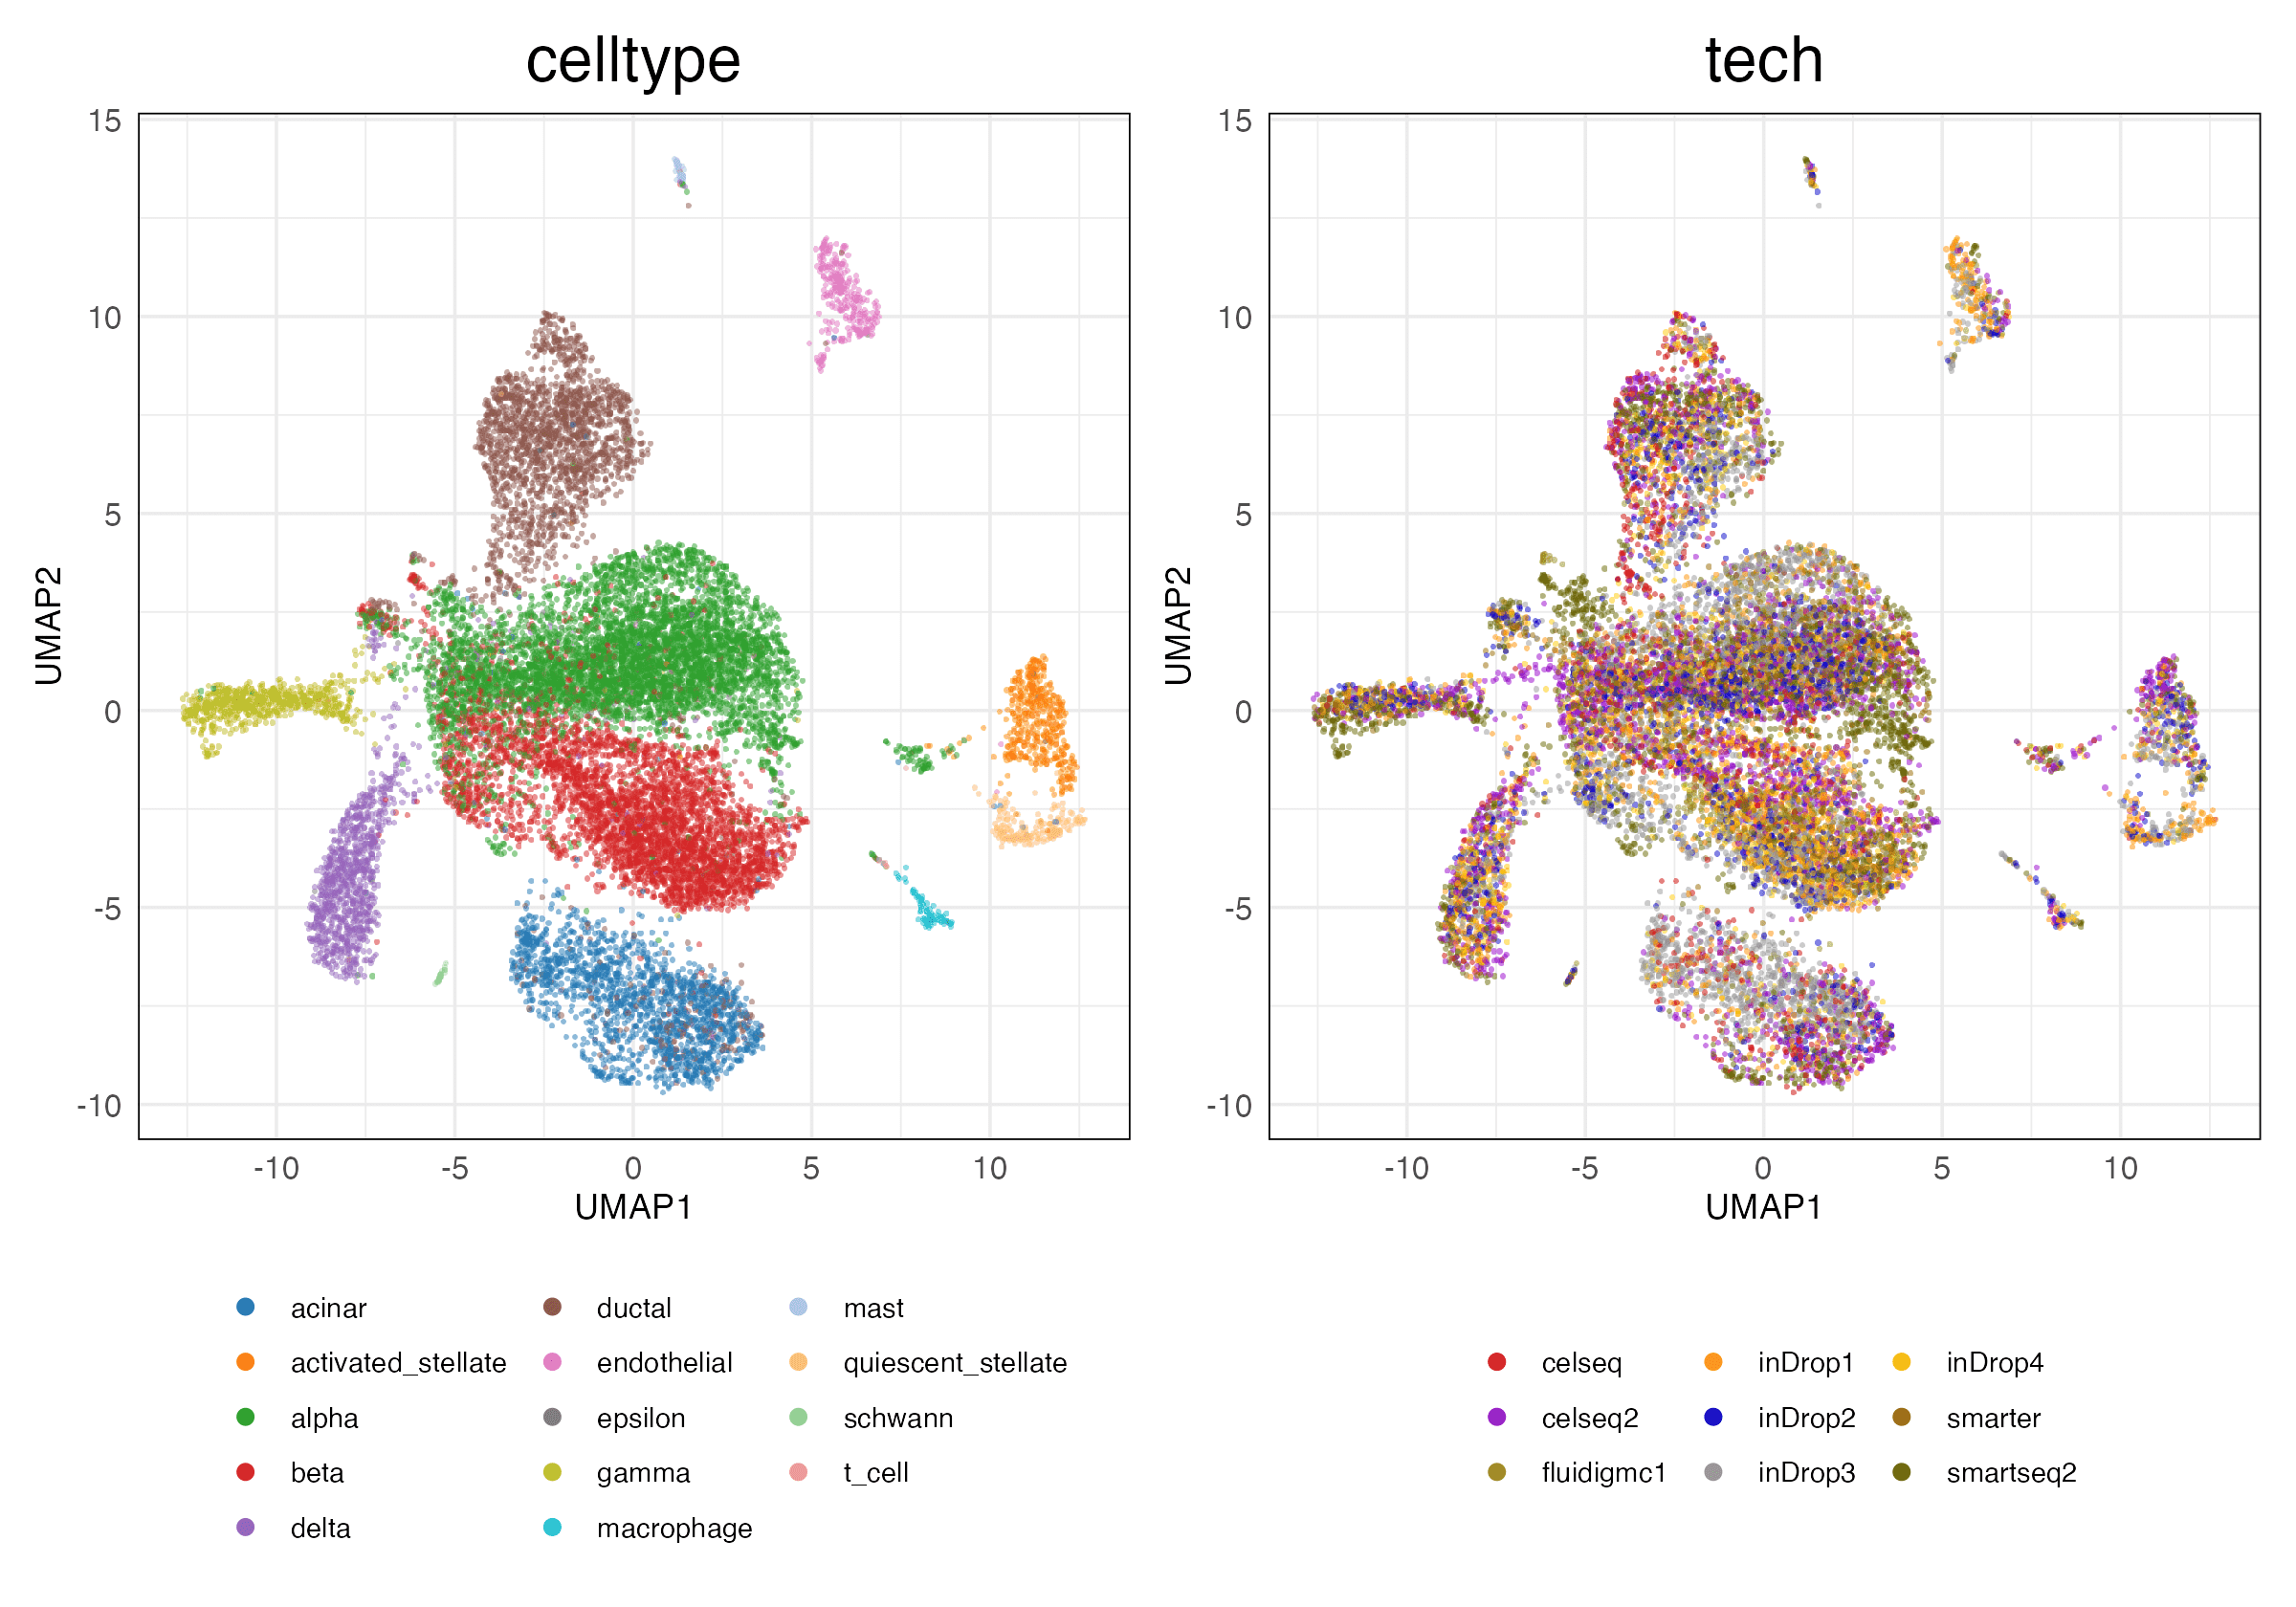 celltype
tech
15
10
5
0
-5
-10
UMAP2
-10 -5 0 5 10
UMAP1
15
10
5
0
-5
-10
UMAP2
-10 -5 0 5 10
UMAP1
acinar
activated_stellate
alpha
beta
delta
ductal
endothelial
epsilon
gamma
macrophage
mast
quiescent_stellate
schwann
t_cell
celseq
celseq2
fluidigmc1
inDrop1
inDrop2
inDrop3
inDrop4
smarter
smartseq2